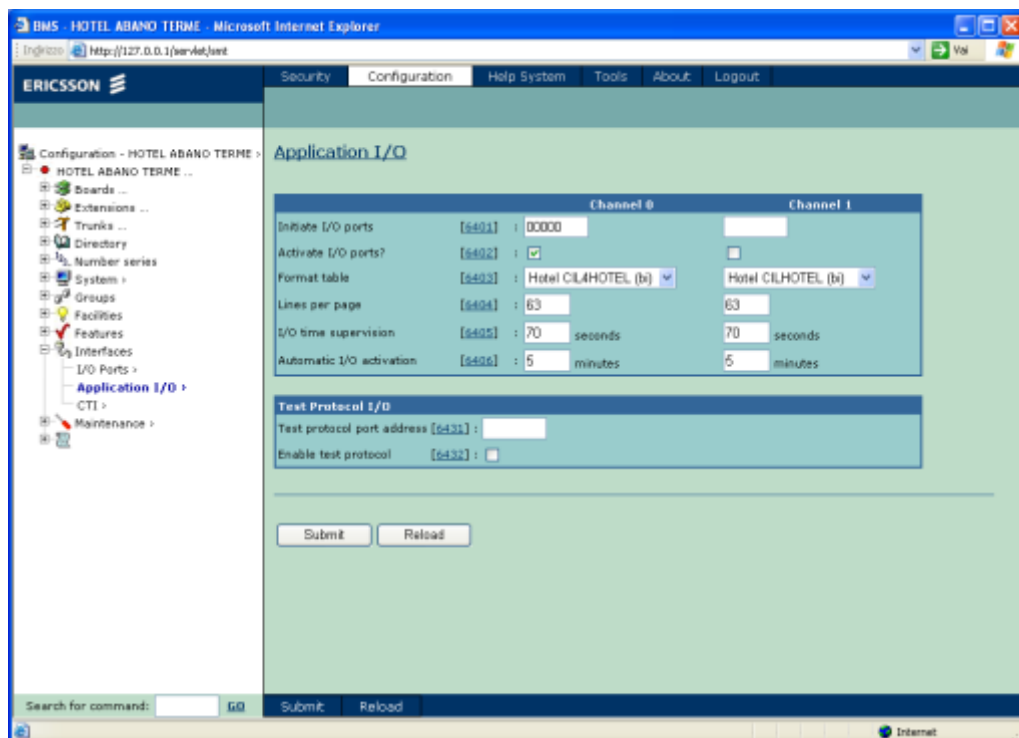 BMS - HOTEL ABANO TERME - Microsoft Internet Explorer
Indirizzo http://127.0.0.1/servlet/smt Vai
ERICSSON
Security Configuration Help System Tools About Logout
Configuration - HOTEL ABANO TERME ›
HOTEL ABANO TERME ...
Boards ...
Extensions ...
Trunks ...
Directory
Number series
System ›
Groups
Facilities
Features
Interfaces
I/O Ports ›
Application I/O ›
CTI ›
Maintenance ›
Application I/O
Channel 0 Channel 1
Initiate I/O ports [6401] : 00000
Activate I/O ports? [6402] :
Format table [6403] : Hotel CIL4HOTEL (bi) Hotel CILHOTEL (bi)
Lines per page [6404] : 63 63
I/O time supervision [6405] : 70 seconds 70 seconds
Automatic I/O activation [6406] : 5 minutes 5 minutes
Test Protocol I/O
Test protocol port address [6431] :
Enable test protocol [6432] :
Submit Reload
Search for command: GO
Submit Reload
Internet